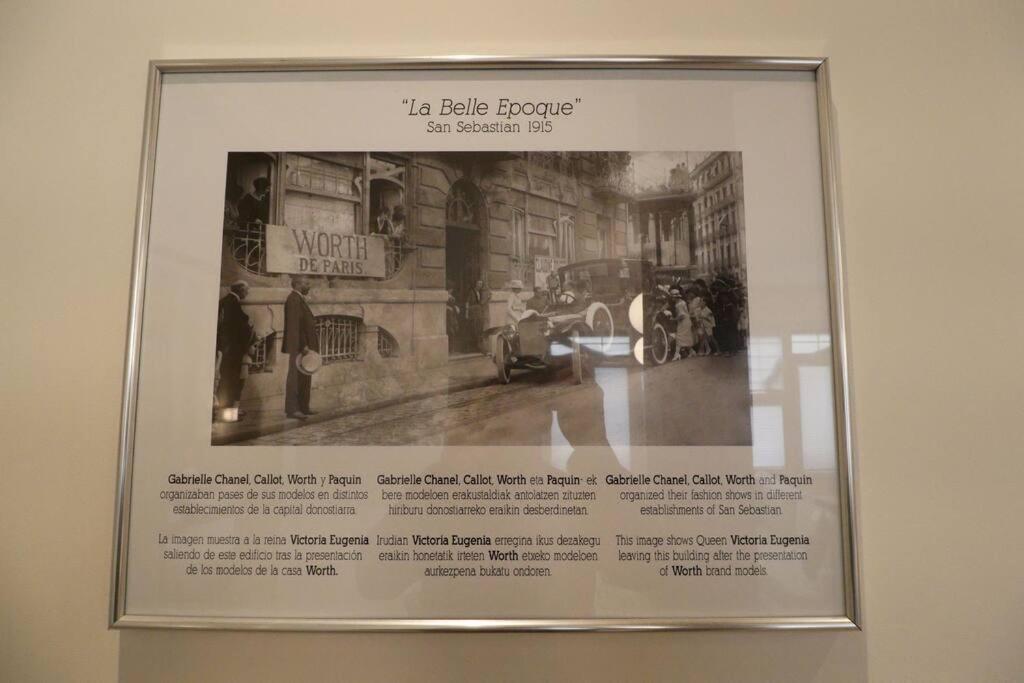 “La Belle Epoque”
San Sebastian 1915
WORTH
DE PARIS
Gabrielle Chanel, Callot, Worth y Paquin
organizaban pases de sus modelos en distintos
establecimientos de la capital donostiarra.
La imagen muestra a la reina Victoria Eugenia
saliendo de este edificio tras la presentación
de los modelos de la casa Worth.
Gabrielle Chanel, Callot, Worth eta Paquin- ek
bere modeloen erakustaldiak antolatzen zituzten
hiriburu donostiarreko eraikin desberdinetan.
Irudian Victoria Eugenia erregina ikus dezakegu
eraikin honetatik irteten Worth etxeko modeloen
aurkezpena bukatu ondoren.
Gabrielle Chanel, Callot, Worth and Paquin
organized their fashion shows in different
establishments of San Sebastian.
This image shows Queen Victoria Eugenia
leaving this building after the presentation
of Worth brand models.